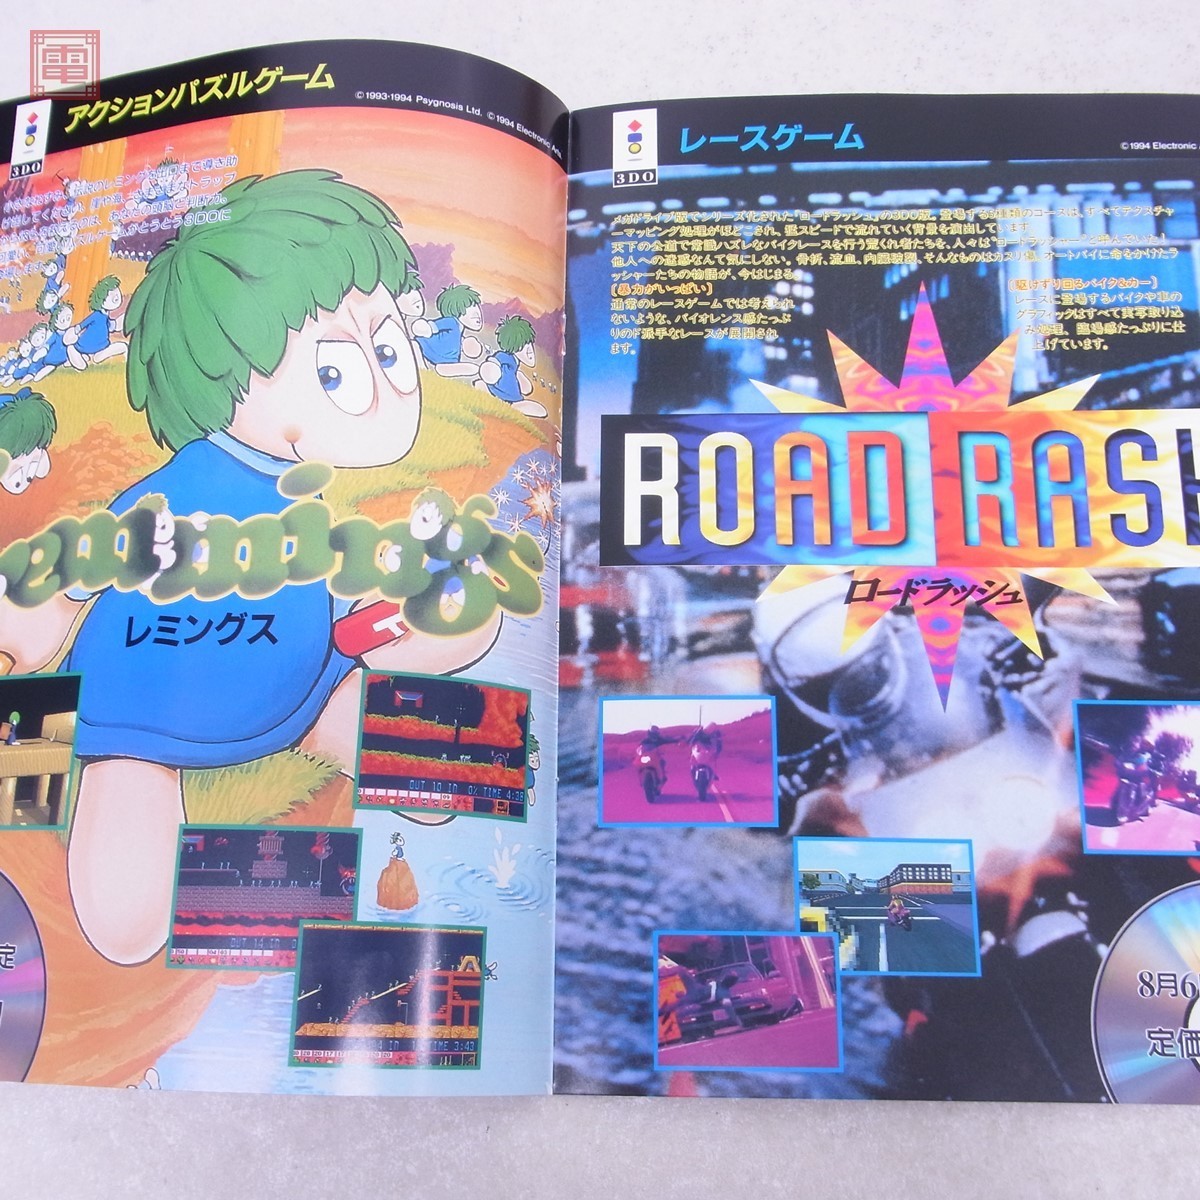 電
アクションパズルゲーム
©1993-1994 Psygnosis Ltd. ©1994 Electronic Arts
3DO
レミングス
OUT 10 IN 0% TIME 4:38
OUT 14 IN
TIME 3:43
定
3DO
レースゲーム
©1994 Electronic A
メガドライブ版でシリーズ化された「ロードラッシュ」の3DO版。登場する3種類のコースは、すべてテクスチャ
ーマッピング処理がほどこされ、猛スピードで流れていく背景を演出しています。
天下の公道で常識ハズレなバイクレースを行う荒くれ者たちを、人々は"ロードラッシャー"と呼んでいた!
他人への迷惑なんて気にしない。骨折、流血、内臓破裂、そんなものはカスリ傷。オートバイに命をかけたラ
ッシャーたちの物語が、今はじまる。
[暴力がいっぱい]
通常のレースゲームでは考えられ
ないような、バイオレンス感たっぷ
りのド派手なレースが展開され
ます。
[駆けずり回るバイク&カー]
レースに登場するバイクや車の
グラフィックはすべて実写取り込
み処理。臨場感たっぷりに仕
上げています。
ROAD RASH
ロードラッシュ
8月6
定価